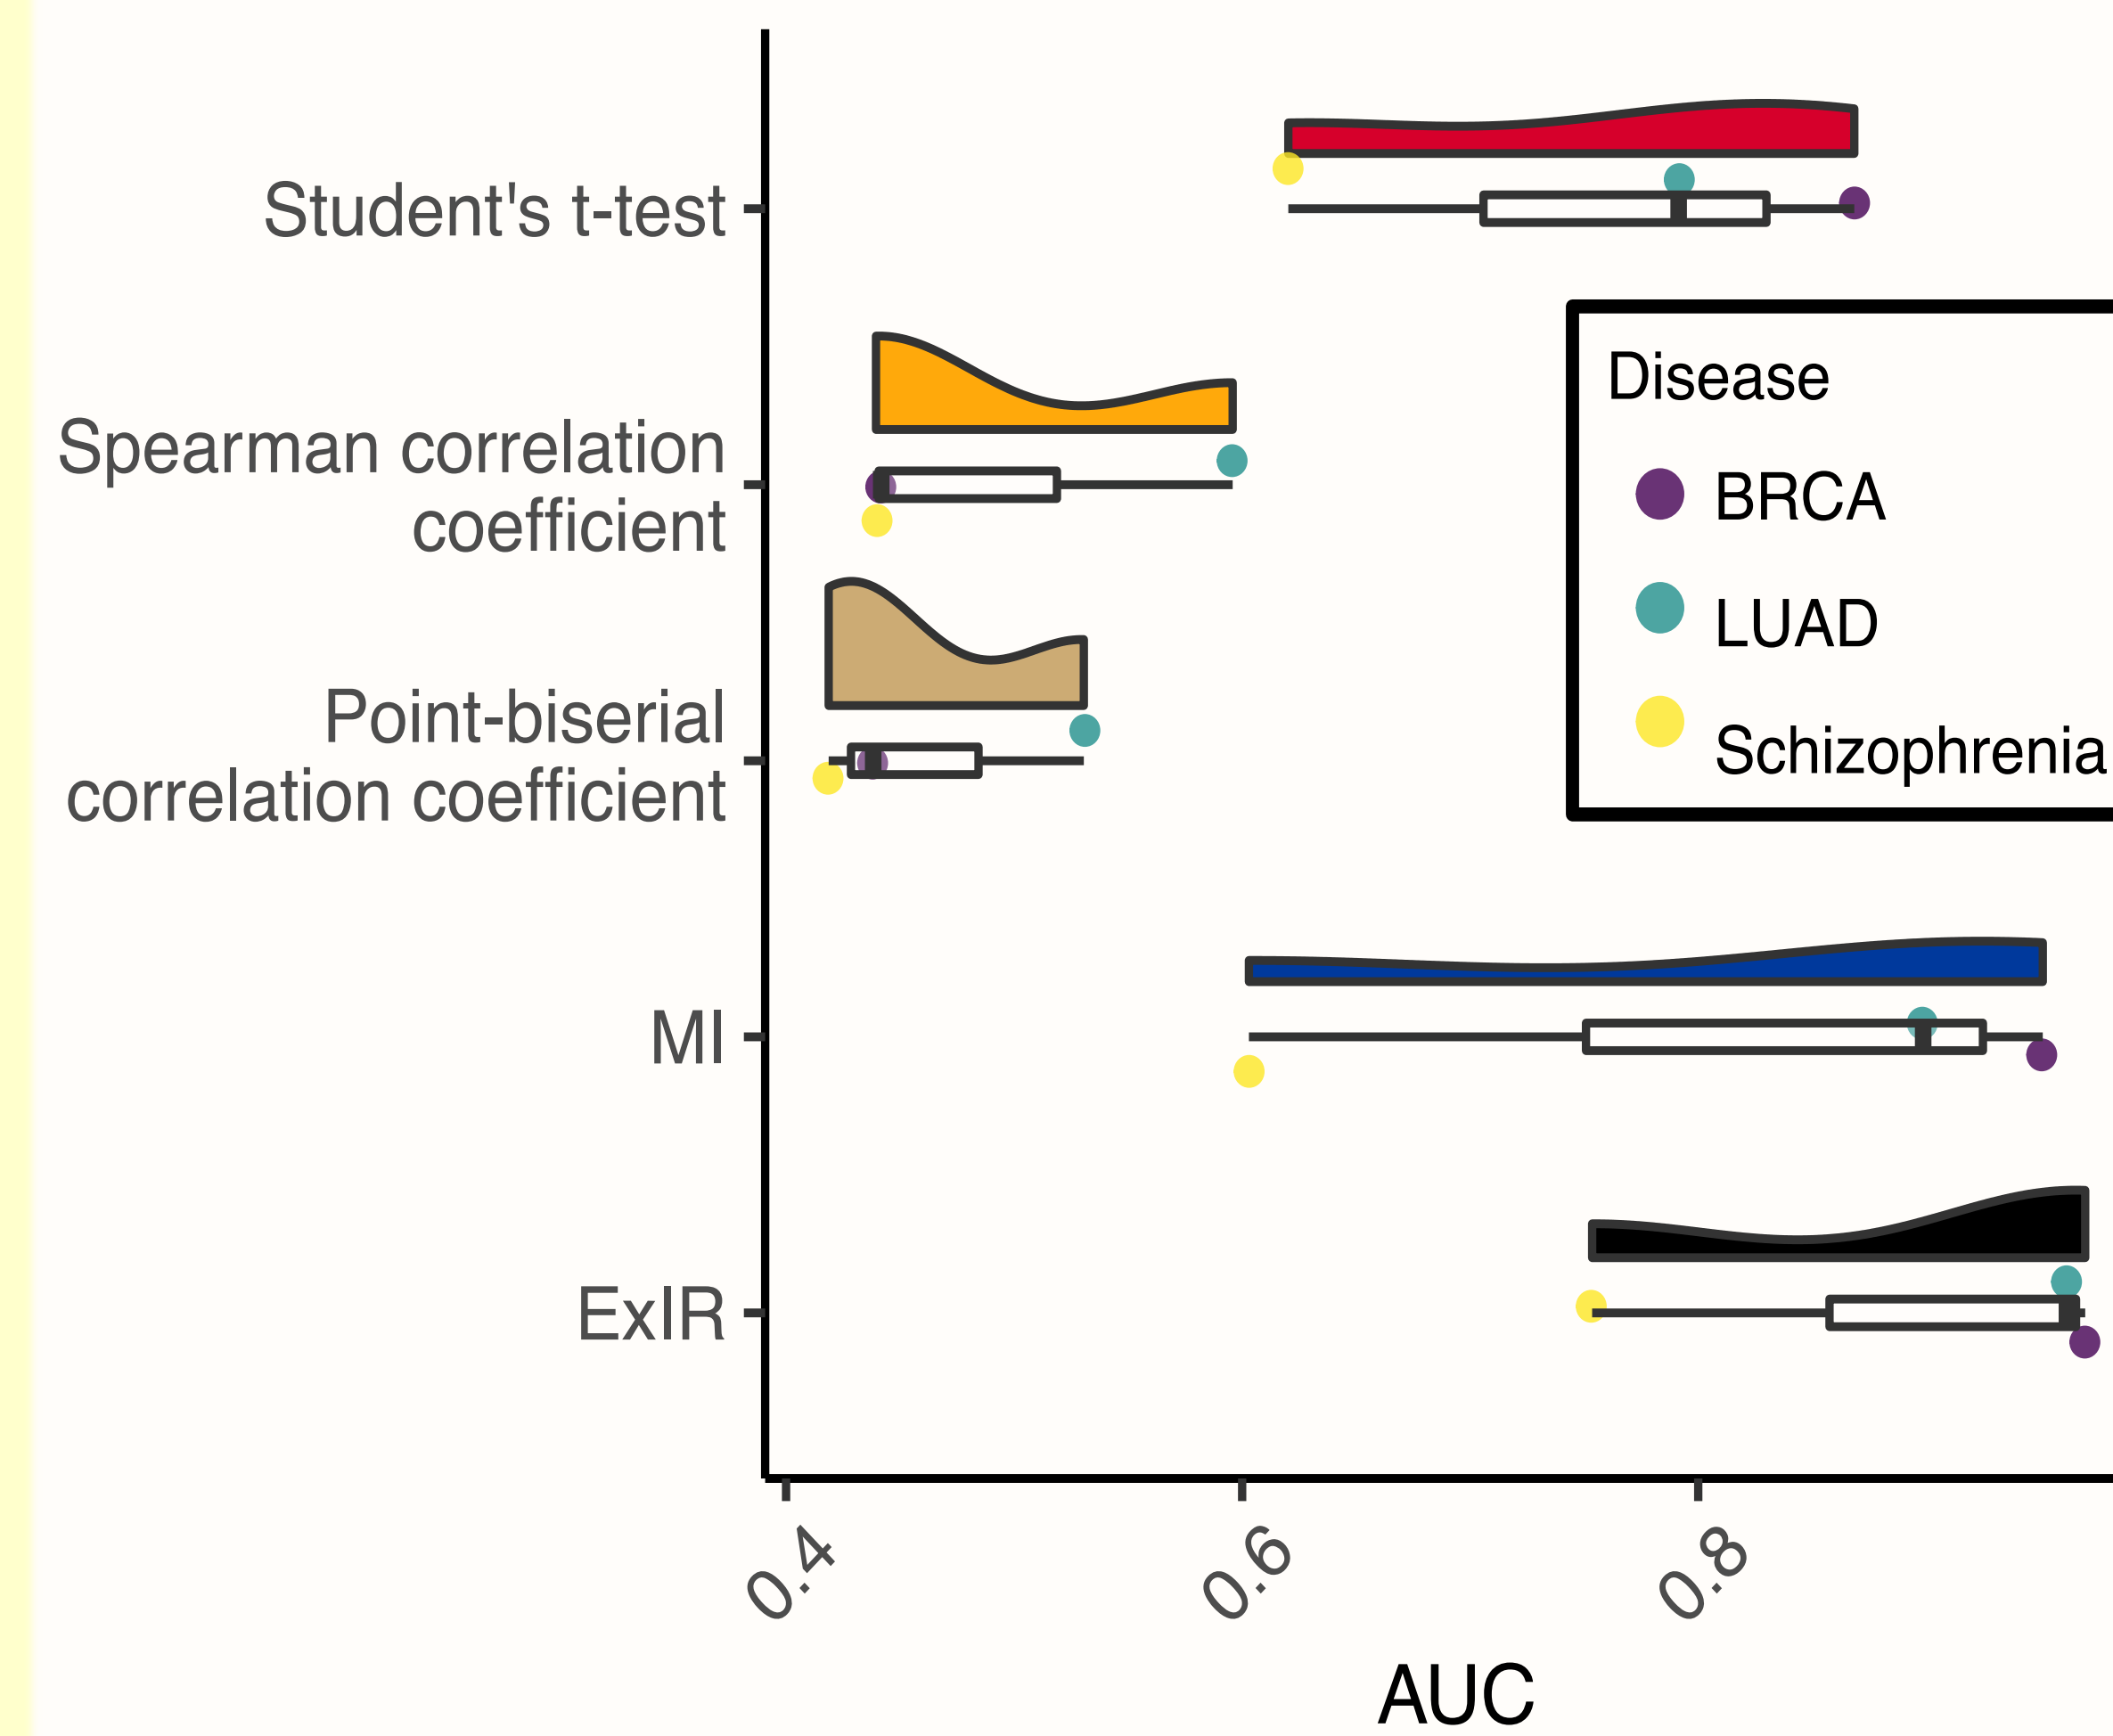 Student's t-test
Spearman correlation
coefficient
Point-biserial
correlation coefficient
MI
ExIR
Disease
BRCA
LUAD
Schizophrenia
0.4
0.6
0.8
AUC